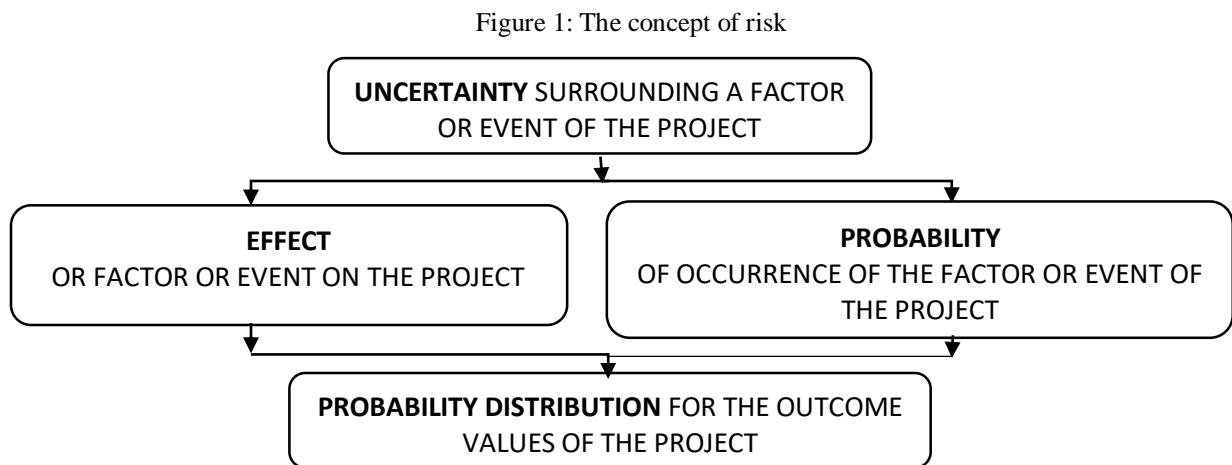 Figure 1: The concept of risk
UNCERTAINTY SURROUNDING A FACTOR
OR EVENT OF THE PROJECT
EFFECT
OR FACTOR OR EVENT ON THE PROJECT
PROBABILITY
OF OCCURRENCE OF THE FACTOR OR EVENT OF
THE PROJECT
PROBABILITY DISTRIBUTION FOR THE OUTCOME
VALUES OF THE PROJECT